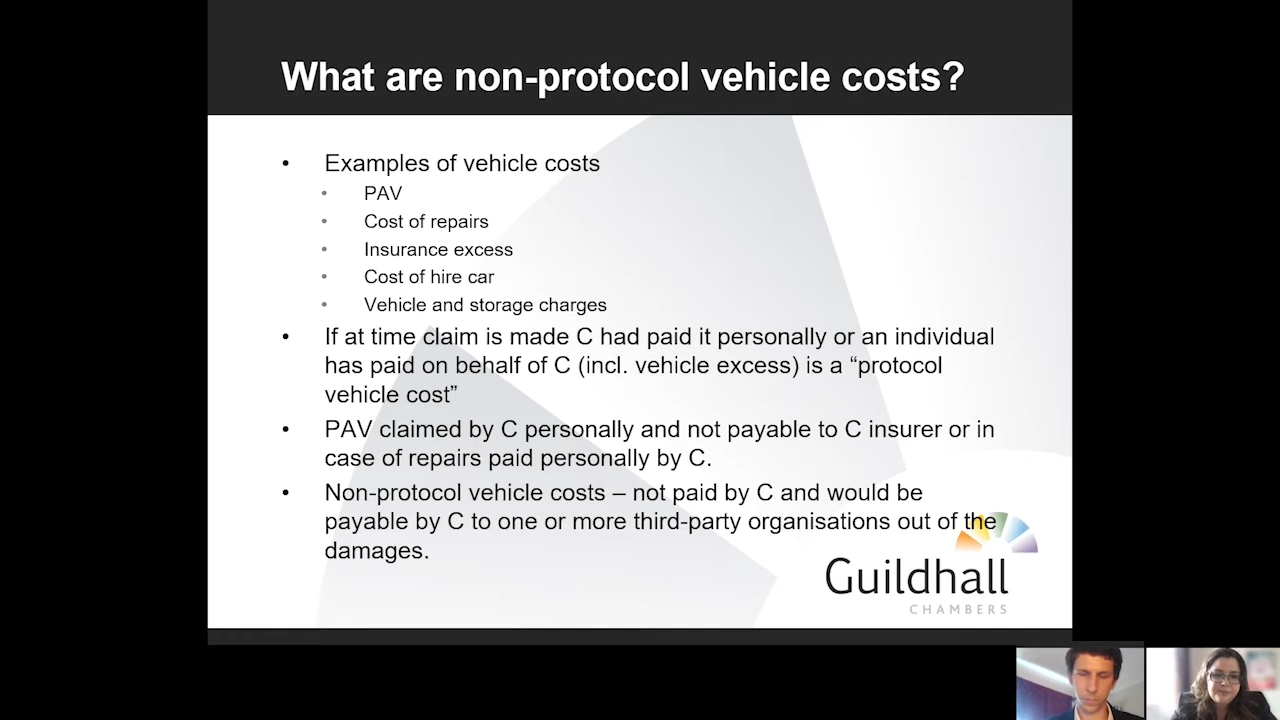 What are non-protocol vehicle costs?
• Examples of vehicle costs
• PAV
• Cost of repairs
• Insurance excess
• Cost of hire car
• Vehicle and storage charges
• If at time claim is made C had paid it personally or an individual
has paid on behalf of C (incl. vehicle excess) is a “protocol
vehicle cost”
• PAV claimed by C personally and not payable to C insurer or in
case of repairs paid personally by C.
• Non-protocol vehicle costs – not paid by C and would be
payable by C to one or more third-party organisations out of the
damages.
Guildhall
CHAMBERS